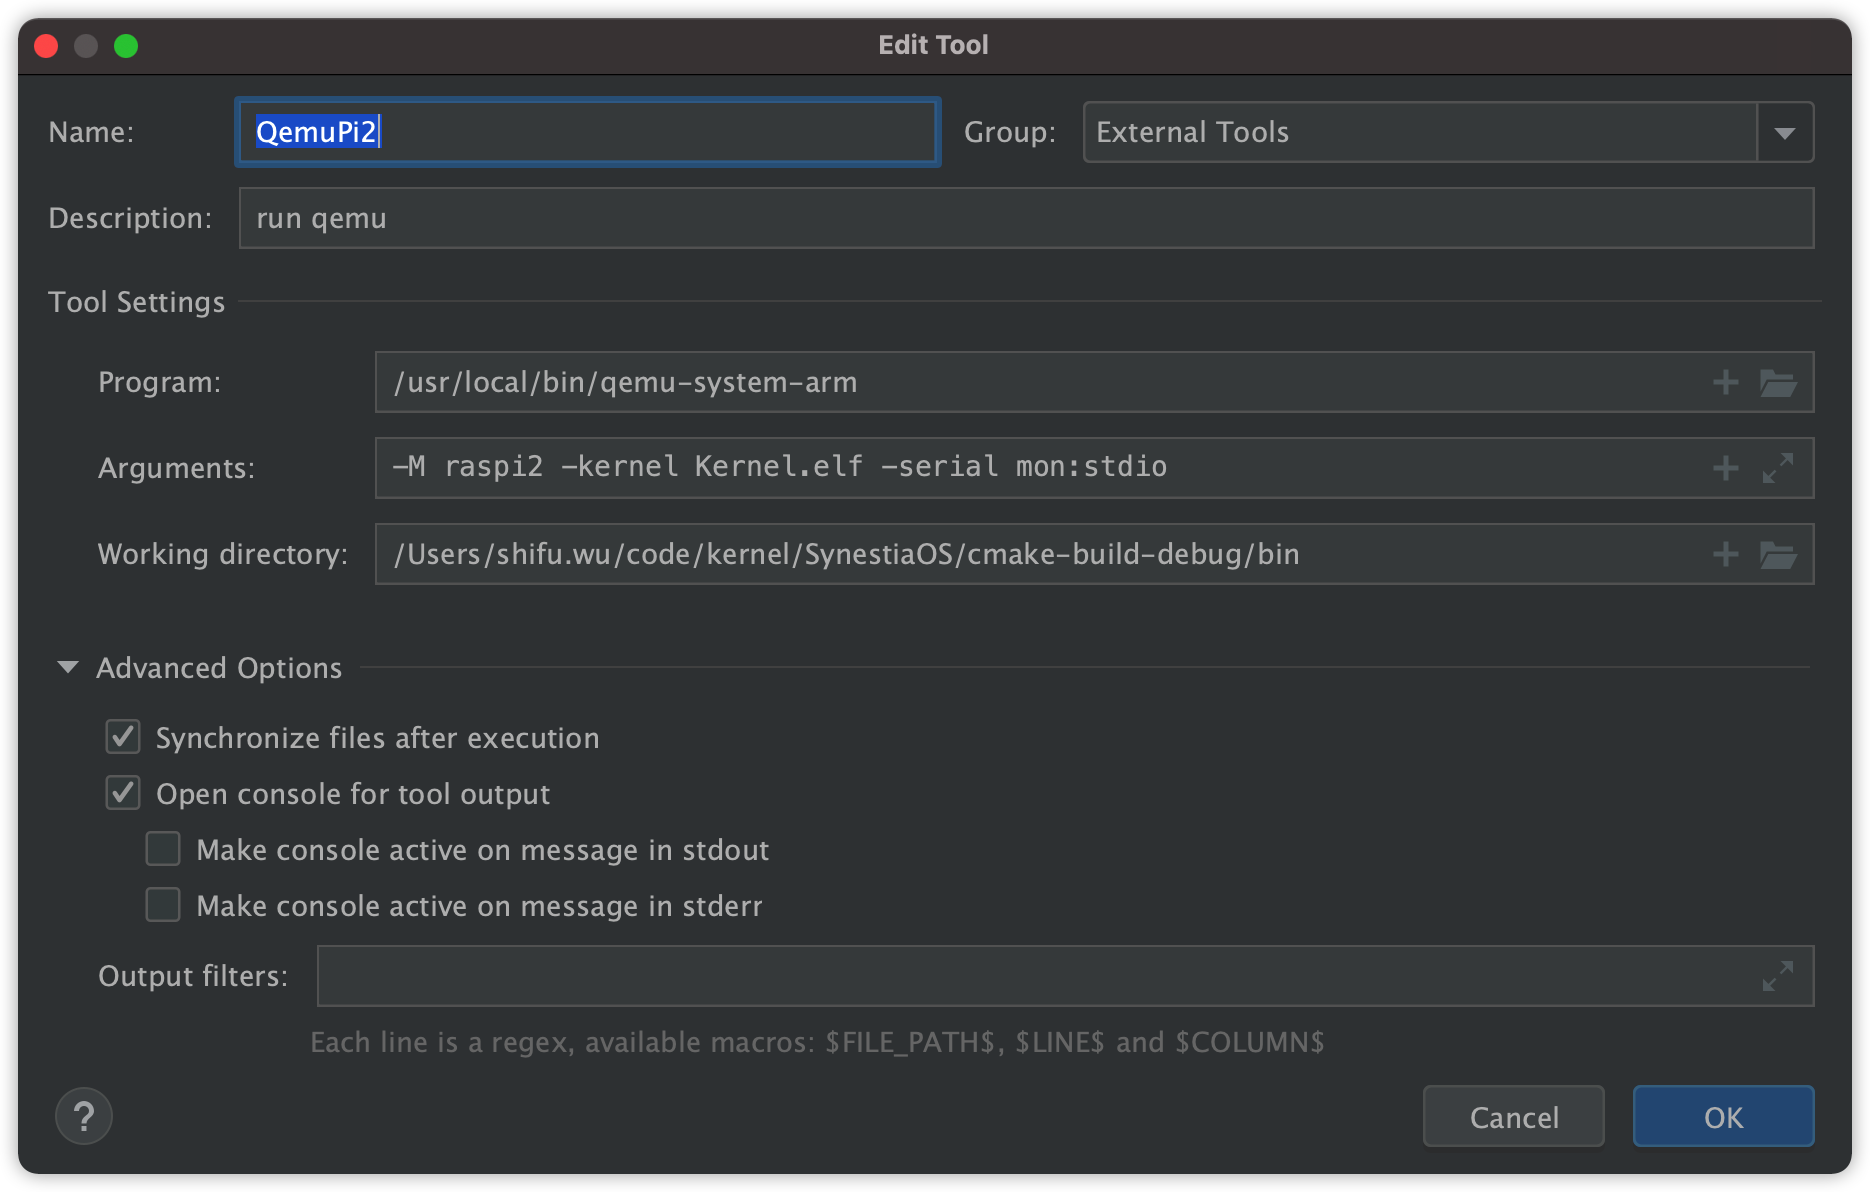 Edit Tool
Name: QemuPi2 Group: External Tools
Description: run qemu
Tool Settings
Program: /usr/local/bin/qemu-system-arm
Arguments: -M raspi2 -kernel Kernel.elf -serial mon:stdio
Working directory: /Users/shifu.wu/code/kernel/SynestiaOS/cmake-build-debug/bin
Advanced Options
Synchronize files after execution
Open console for tool output
Make console active on message in stdout
Make console active on message in stderr
Output filters:
Each line is a regex, available macros: $FILE_PATH$, $LINE$ and $COLUMN$
? Cancel OK